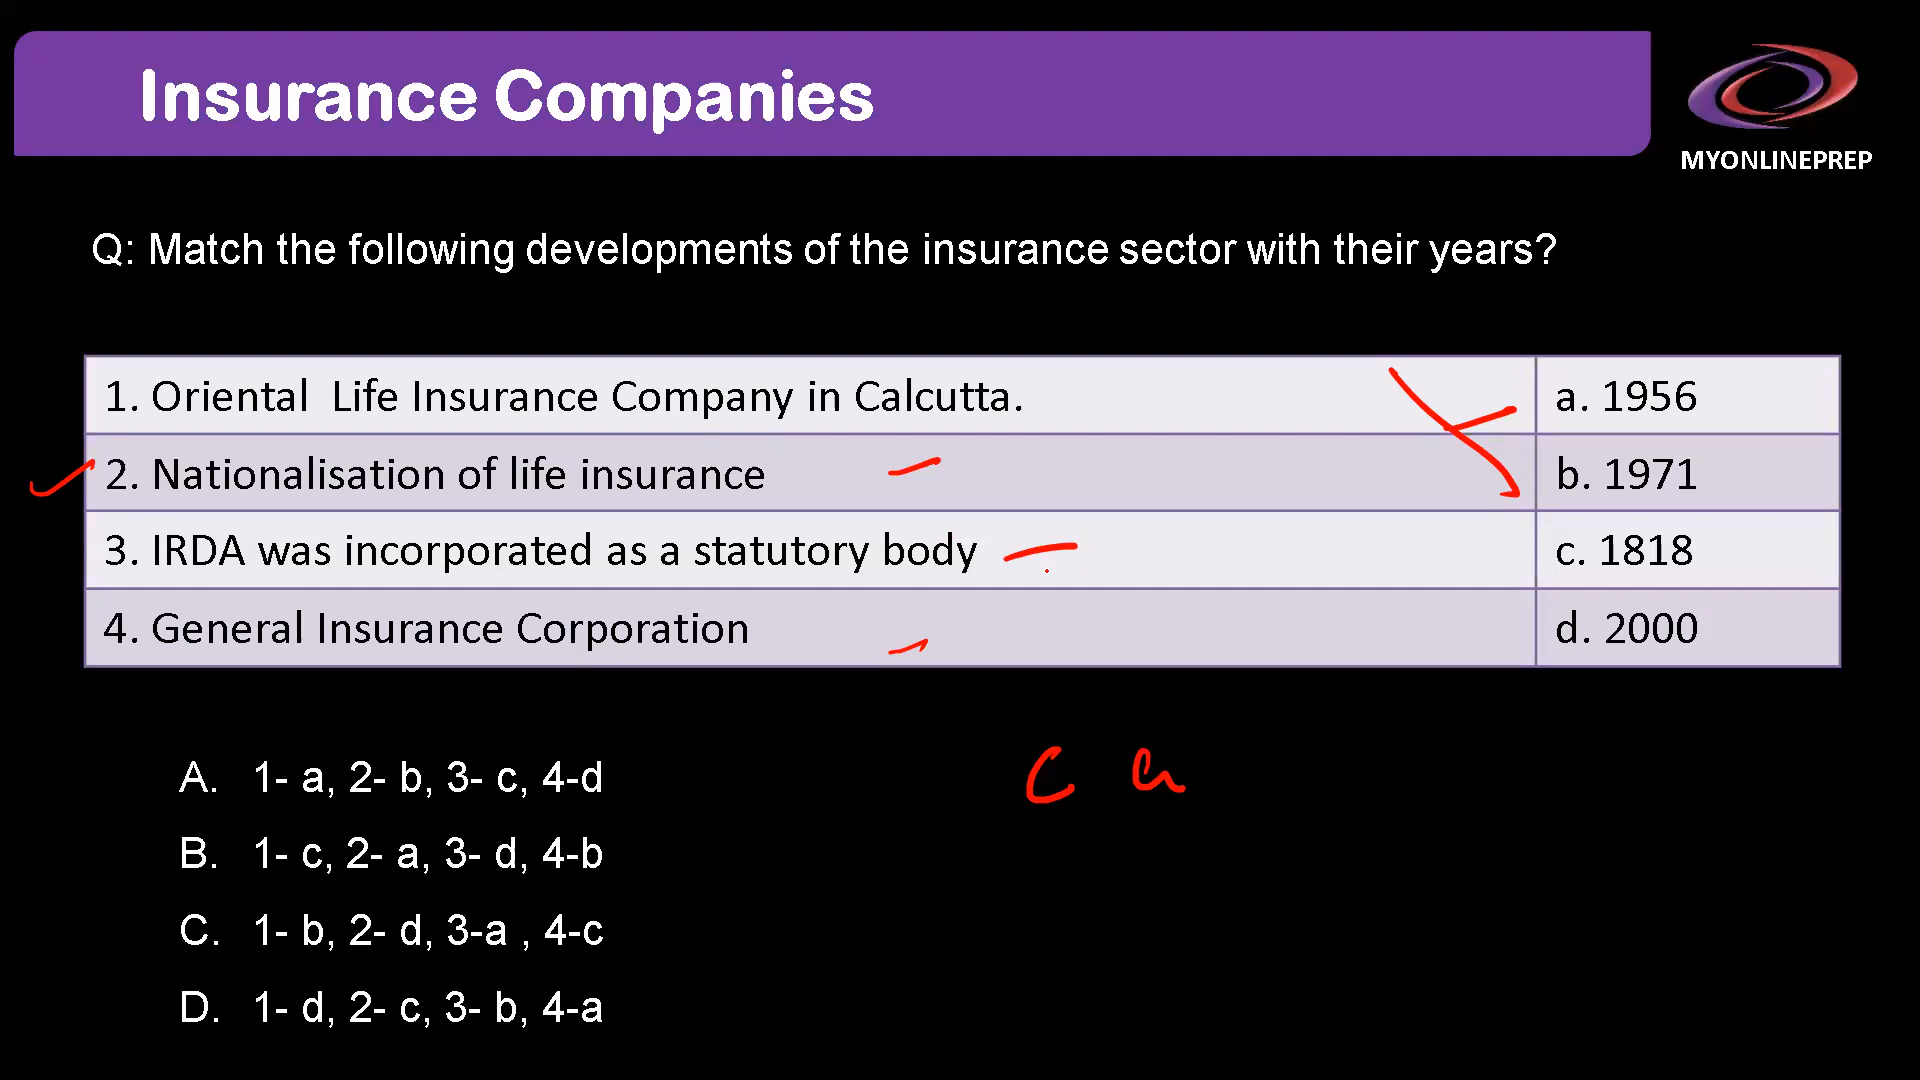 Insurance Companies
MYONLINEPREP
Q: Match the following developments of the insurance sector with their years?
1. Oriental Life Insurance Company in Calcutta. a. 1956
2. Nationalisation of life insurance b. 1971
3. IRDA was incorporated as a statutory body c. 1818
4. General Insurance Corporation d. 2000
C a
A. 1- a, 2- b, 3- c, 4-d
B. 1- c, 2- a, 3- d, 4-b
C. 1- b, 2- d, 3-a , 4-c
D. 1- d, 2- c, 3- b, 4-a